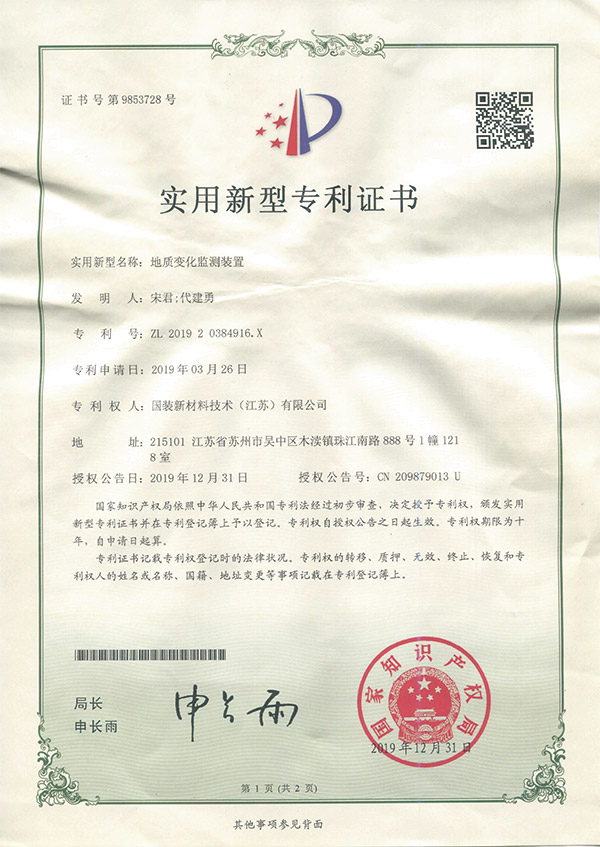 证书号第9853728号
实用新型专利证书
实用新型名称：地质变化监测装置
发明人：宋君;代建勇
专利号：ZL 2019 2 0384916.X
专利申请日：2019年03月26日
专利权人：国装新材料技术（江苏）有限公司
地址：215101 江苏省苏州市吴中区木渎镇珠江南路888号1幢121
8室
授权公告日：2019年12月31日 授权公告号：CN 209879013 U
国家知识产权局依照中华人民共和国专利法经过初步审查，决定授予专利权，颁发实用
新型专利证书并在专利登记簿上予以登记。专利权自授权公告之日起生效。专利权期限为十
年，自申请日起算。
专利证书记载专利权登记时的法律状况。专利权的转移、质押、无效、终止、恢复和专
利权人的姓名或名称、国籍、地址变更等事项记载在专利登记簿上。
局长
申长雨
申长雨
国家知识产权局
2019年12月31日
第1页(共2页)
其他事项参见背面